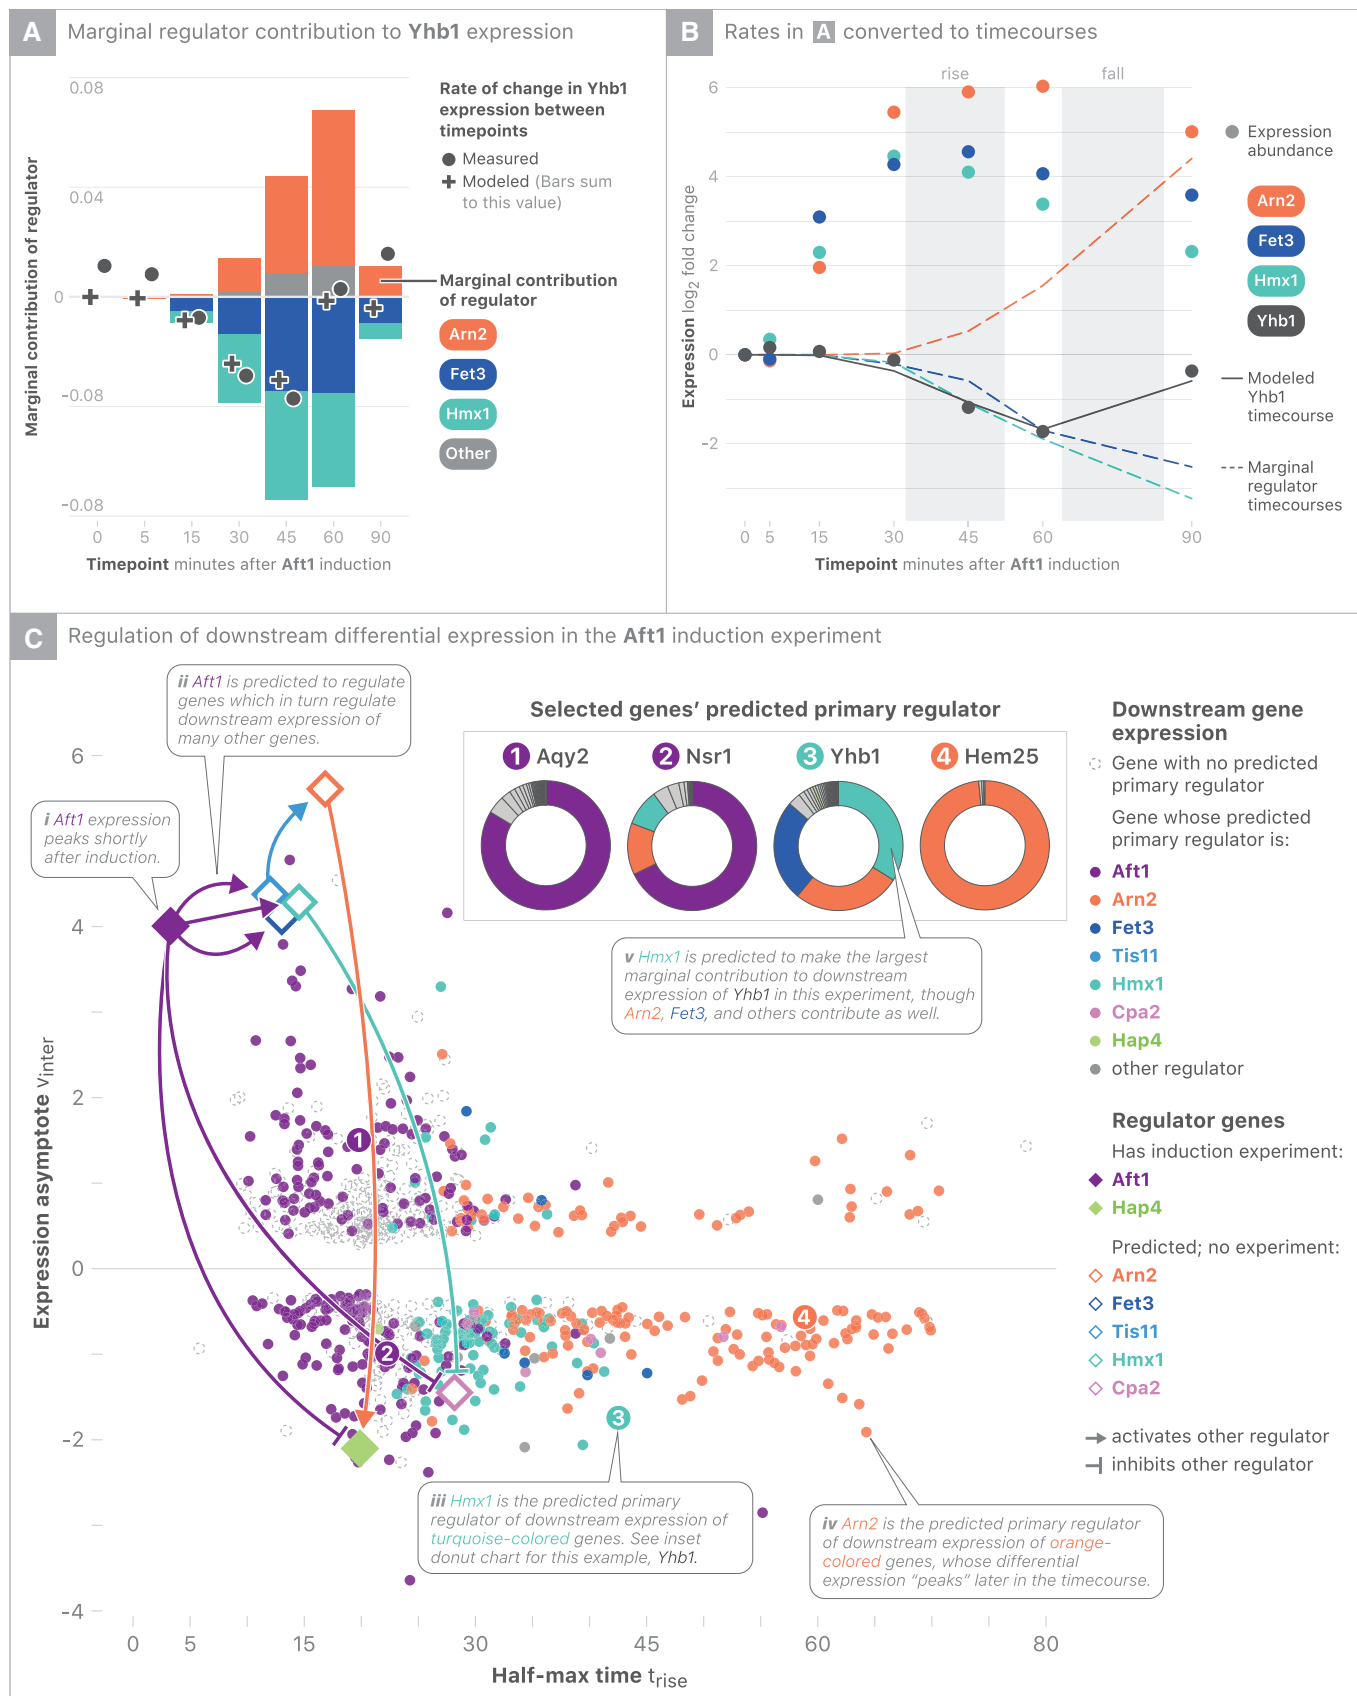 A Marginal regulator contribution to Yhb1 expression
Marginal contribution of regulator
0.08
0.04
0
-0.08
-0.08
0 5 15 30 45 60 90
Timepoint minutes after Aft1 induction
Rate of change in Yhb1
expression between
timepoints
Measured
Modeled (Bars sum
to this value)
Marginal contribution
of regulator
Arn2
Fet3
Hmx1
Other
B Rates in A converted to timecourses
rise fall
Expression log2 fold change
6
4
2
0
-2
0 5 15 30 45 60 90
Timepoint minutes after Aft1 induction
Expression
abundance
Arn2
Fet3
Hmx1
Yhb1
Modeled
Yhb1
timecourse
Marginal
regulator
timecourses
C Regulation of downstream differential expression in the Aft1 induction experiment
ii Aft1 is predicted to regulate
genes which in turn regulate
downstream expression of
many other genes.
i Aft1 expression
peaks shortly
after induction.
Selected genes’ predicted primary regulator
1 Aqy2
2 Nsr1
3 Yhb1
4 Hem25
v Hmx1 is predicted to make the largest
marginal contribution to downstream
expression of Yhb1 in this experiment, though
Arn2, Fet3, and others contribute as well.
Expression asymptote vinter
6
4
2
0
-2
-4
1
2
3
4
iii Hmx1 is the predicted primary
regulator of downstream expression of
turquoise-colored genes. See inset
donut chart for this example, Yhb1.
iv Arn2 is the predicted primary regulator
of downstream expression of orange-
colored genes, whose differential
expression “peaks” later in the timecourse.
0 5 15 30 45 60 80
Half-max time trise
Downstream gene
expression
Gene with no predicted
primary regulator
Gene whose predicted
primary regulator is:
Aft1
Arn2
Fet3
Tis11
Hmx1
Cpa2
Hap4
other regulator
Regulator genes
Has induction experiment:
Aft1
Hap4
Predicted; no experiment:
Arn2
Fet3
Tis11
Hmx1
Cpa2
activates other regulator
inhibits other regulator